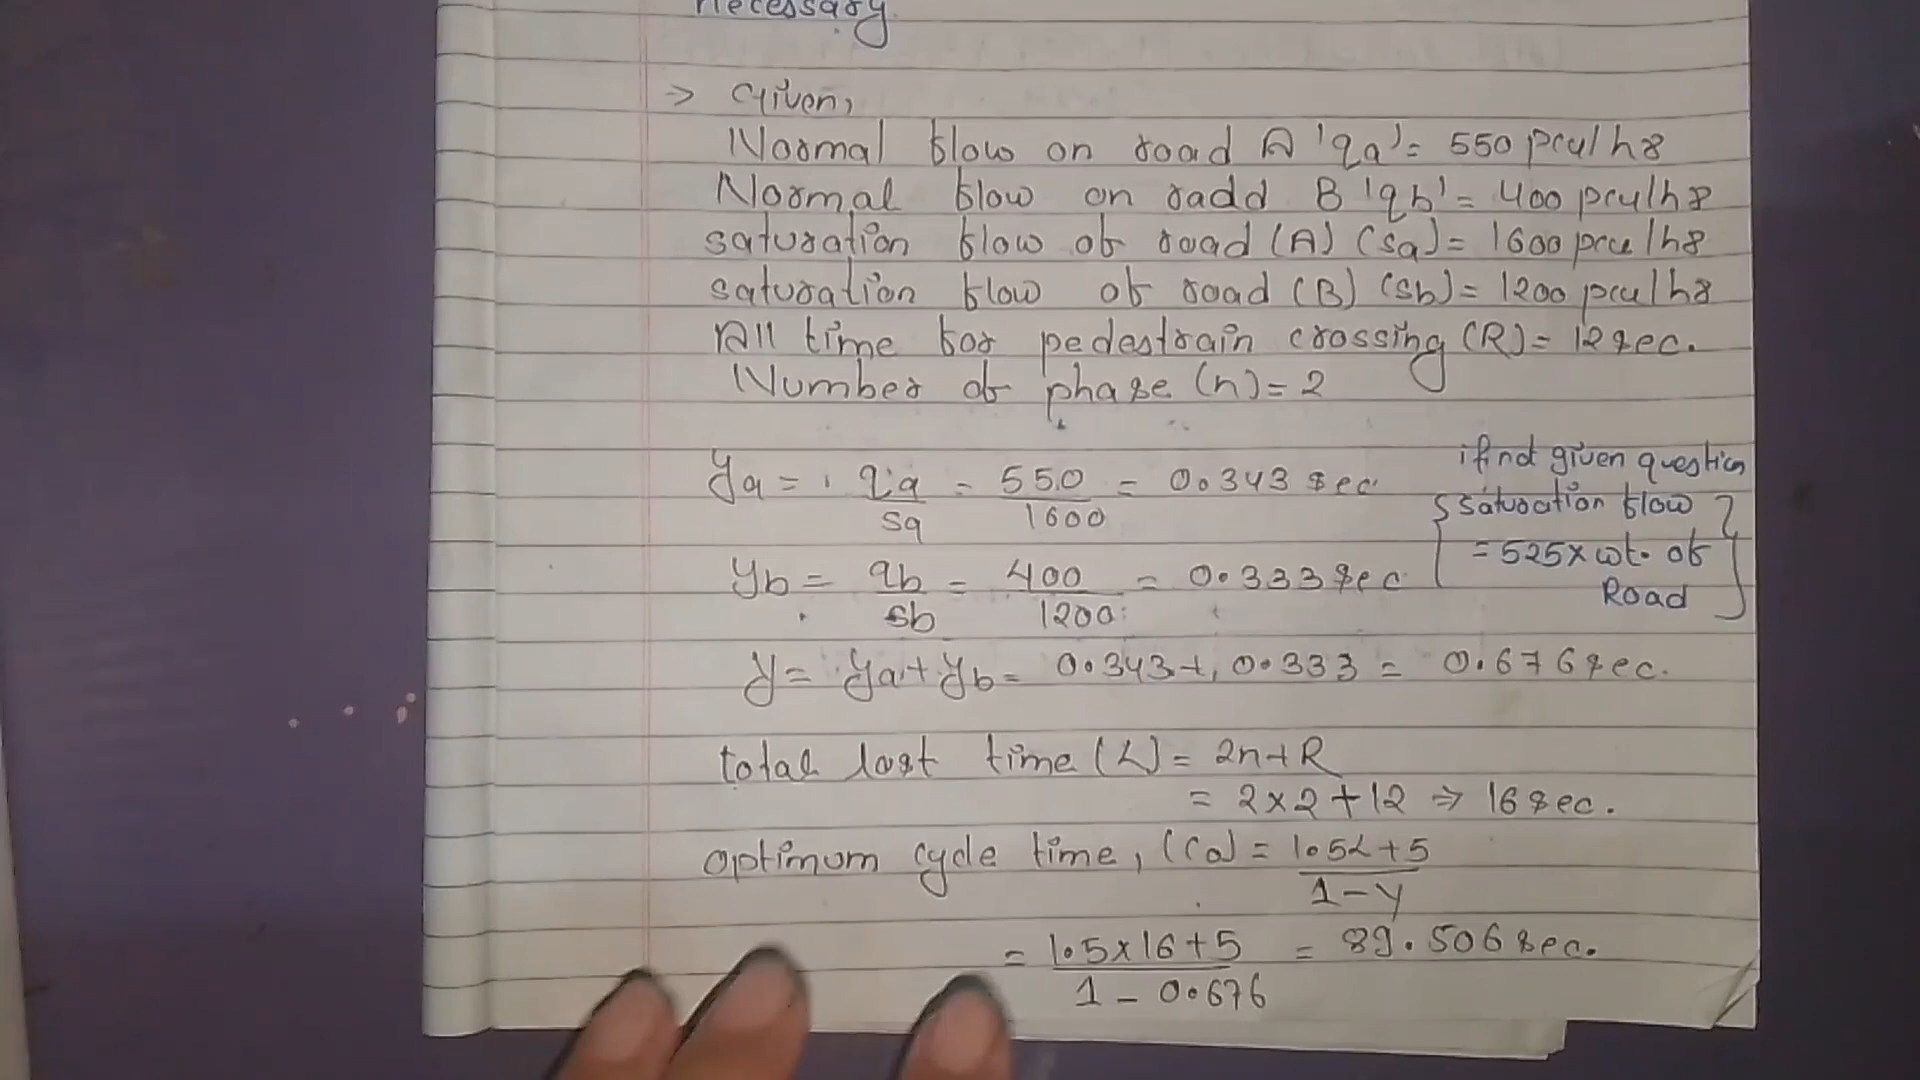 necessary
→ Given,
Normal flow on road A 'qa' = 550 pcu/hr
Normal flow on radd B 'qb' = 400 pcu/hr
saturation flow of road (A) (sa) = 1600 pcu/hr
saturation flow of road (B) (sb) = 1200 pcu/hr
All time for pedestrain crossing (R) = 12 sec.
Number of phase (n) = 2
ya = qa/sa = 550/1600 = 0.343 sec
if not given question
{saturation flow
= 525 x wt. of
Road}
yb = qb/sb = 400/1200 = 0.333 sec
y = ya + yb = 0.343 + 0.333 = 0.676 sec.
total lost time (L) = 2n + R
= 2 x 2 + 12 ⇒ 16 sec.
optimum cycle time, (Co) = 1.5L + 5/1 - y
= 1.5 x 16 + 5/1 - 0.676 = 89.506 sec.